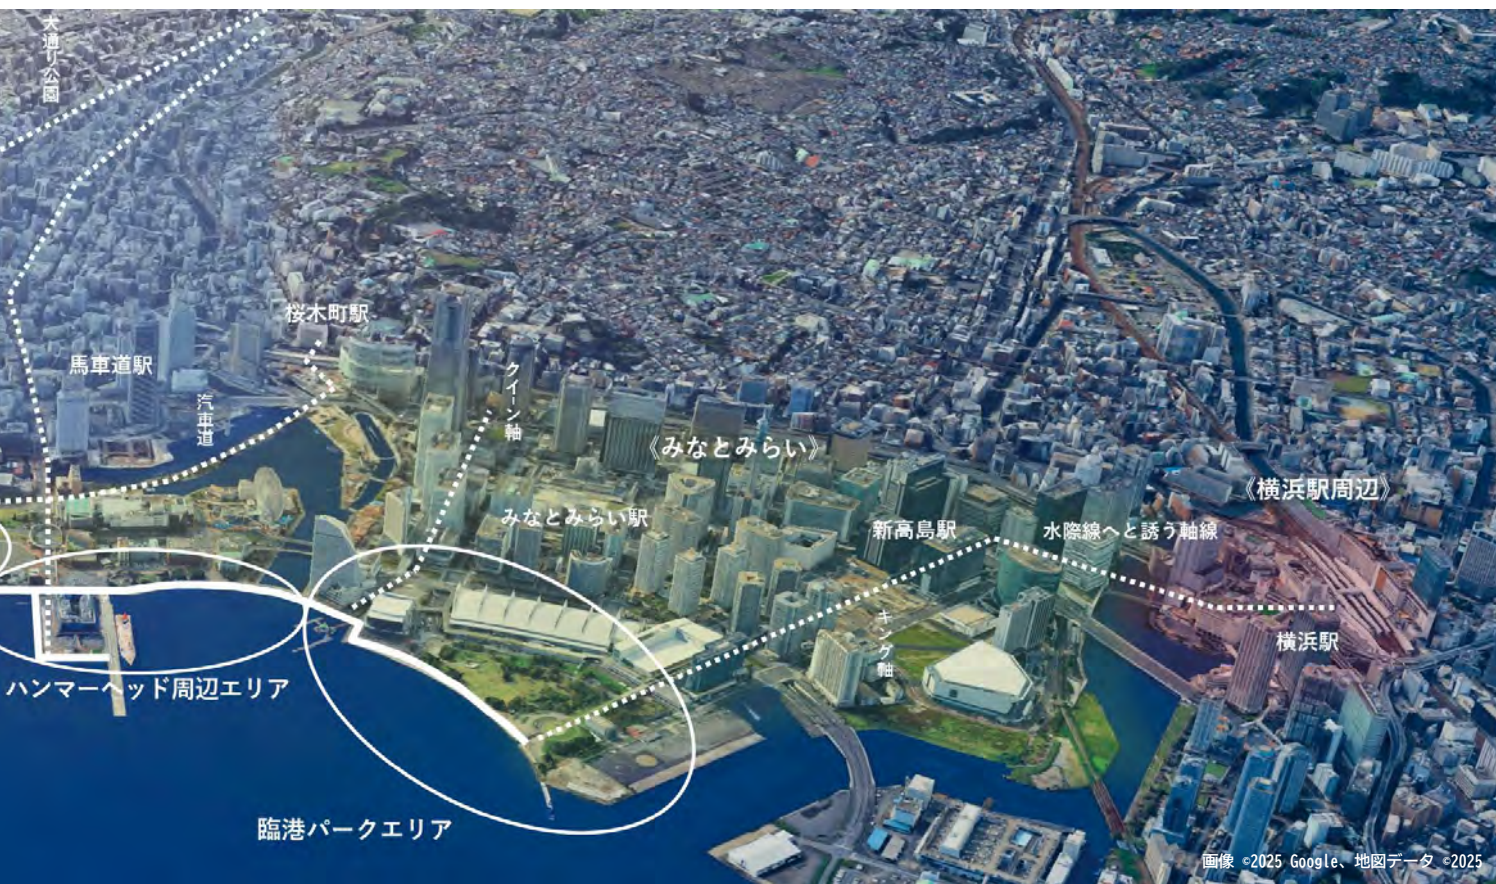 大通り公園
桜木町駅
馬車道駅
汽車道
クイーン軸
《みなとみらい》
みなとみらい駅
《横浜駅周辺》
新高島駅
水際線へと誘う軸線
キング軸
横浜駅
ハンマーヘッド周辺エリア
臨港パークエリア
画像 ©2025 Google、地図データ ©2025